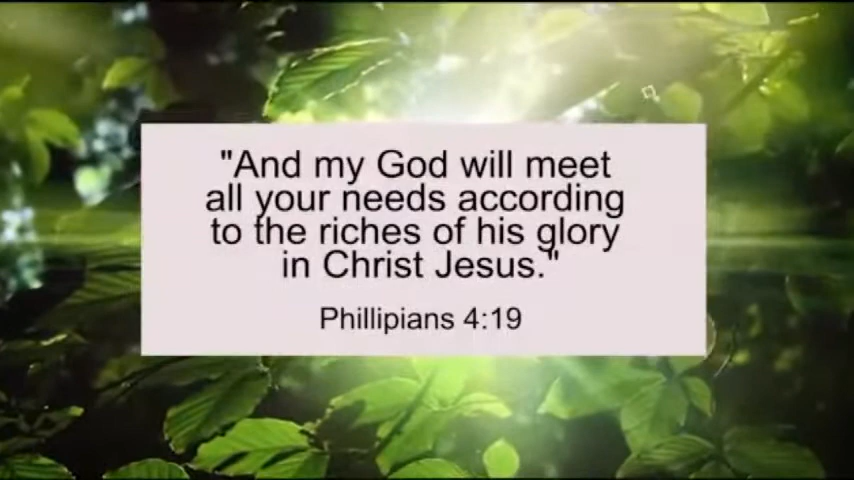 "And my God will meet
all your needs according
to the riches of his glory
in Christ Jesus."
Phillipians 4:19